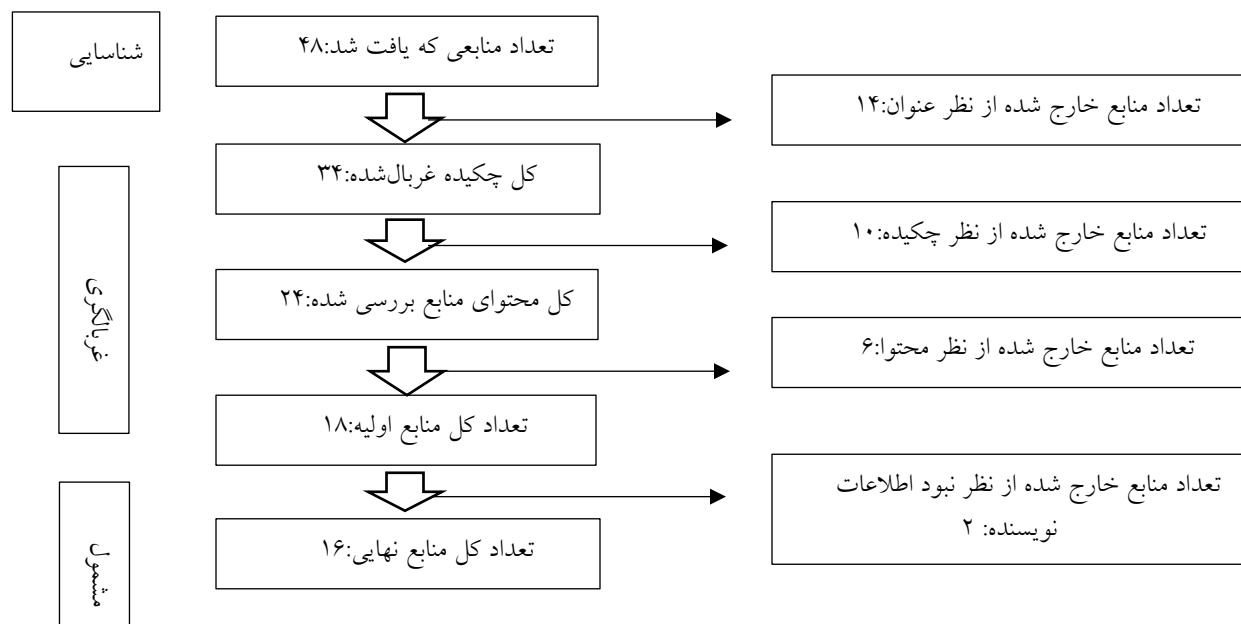 شناسایی
تعداد منابعی که یافت شد:۴۸
تعداد منابع خارج شده از نظر عنوان:۱۴
کل چکیده غربال‌شده:۳۴
تعداد منابع خارج شده از نظر چکیده:۱۰
غربالگری
کل محتوای منابع بررسی شده:۲۴
تعداد منابع خارج شده از نظر محتوا:۶
تعداد کل منابع اولیه:۱۸
تعداد منابع خارج شده از نظر نبود اطلاعات
نویسنده: ۲
مشمول
تعداد کل منابع نهایی:۱۶